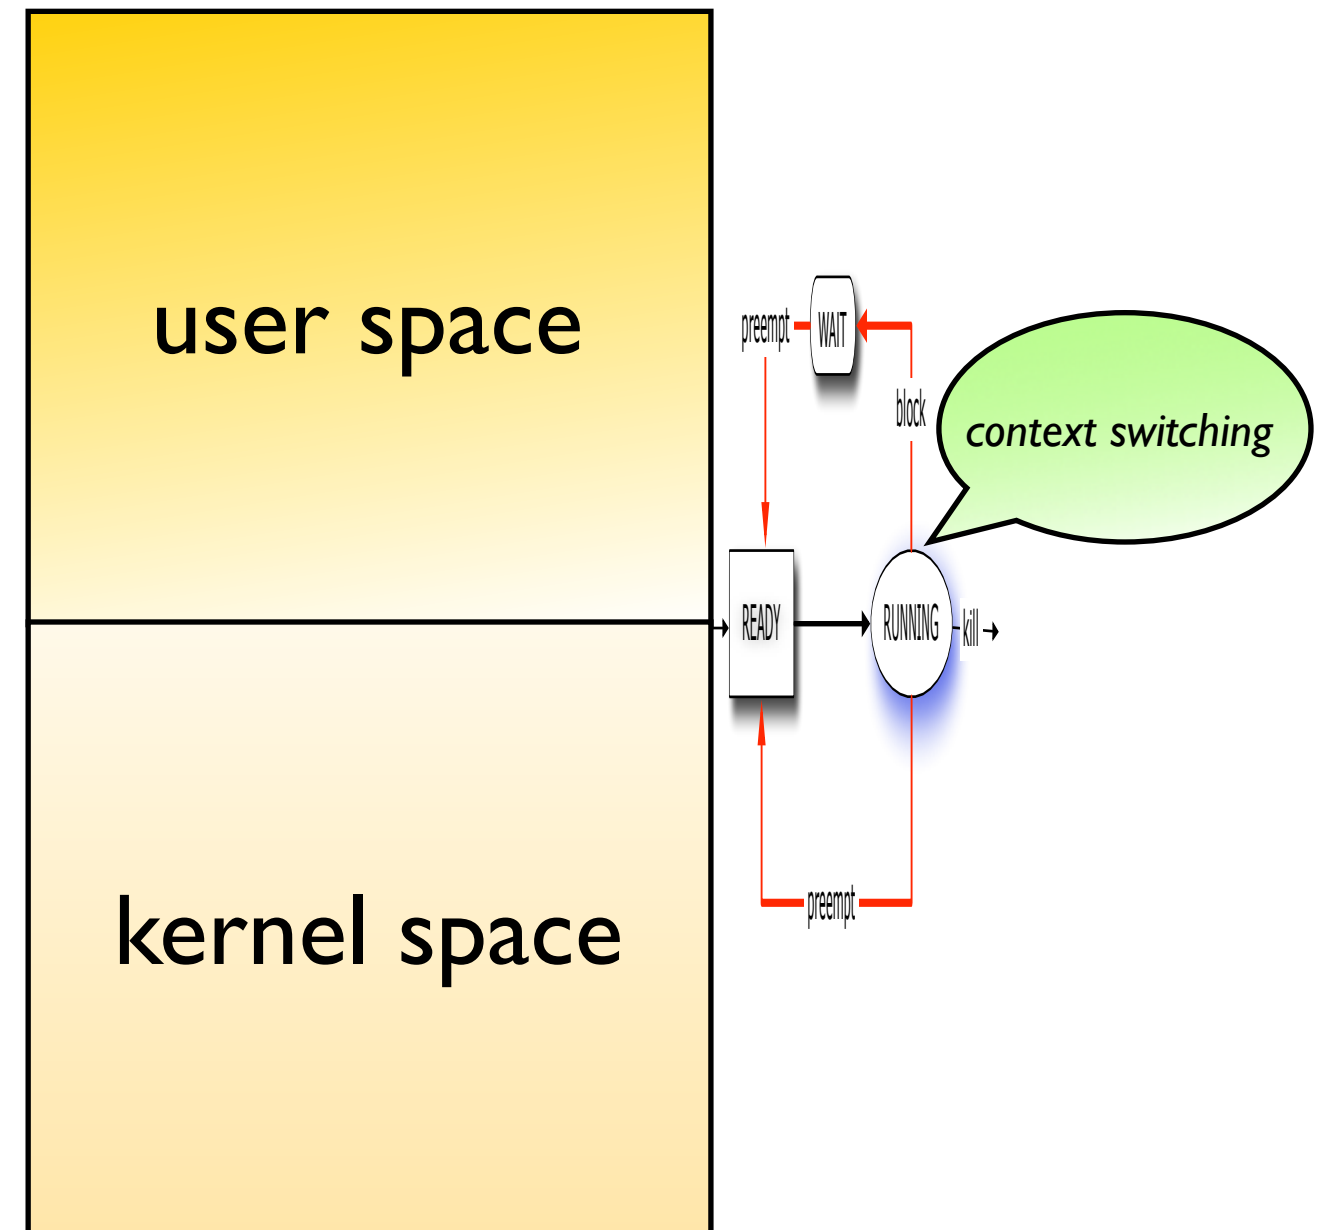 user space
kernel space
preempt
WAIT
block
context switching
READY
RUNNING
kill
preempt